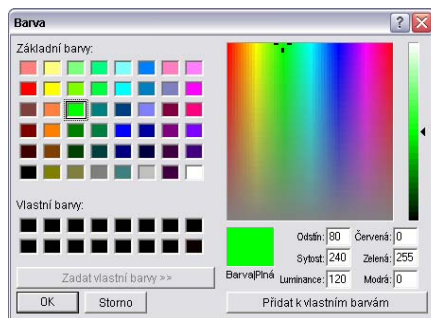 Barva
Základní barvy:
Vlastní barvy:
Zadat vlastní barvy >>
OK
Storno
Barva|Plná
Odstín: 80
Sytost: 240
Luminance: 120
Červená: 0
Zelená: 255
Modrá: 0
Přidat k vlastním barvám